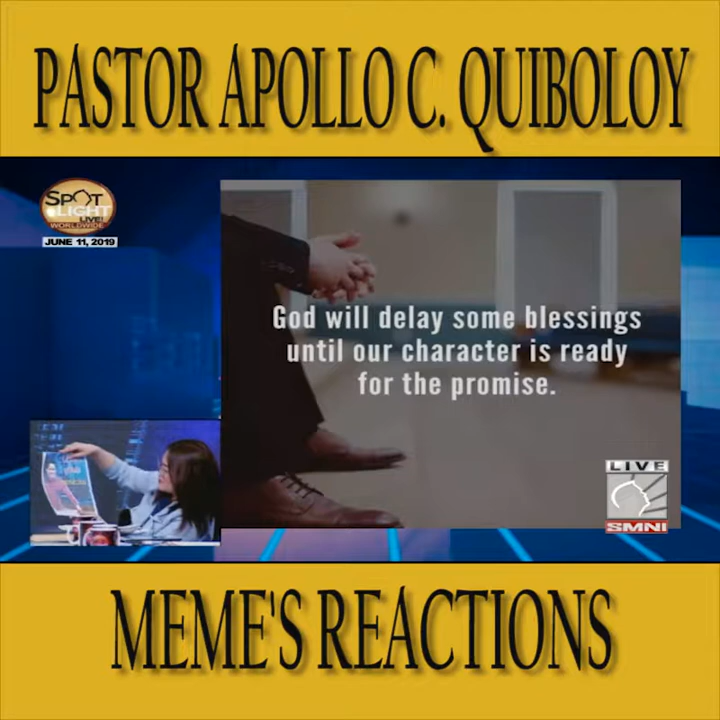 PASTOR APOLLO C. QUIBOLOY
SPOT
LIGHT
LIVE!
WORLDWIDE
JUNE 11, 2019
God will delay some blessings
until our character is ready
for the promise.
LIVE
SMNI
MEME'S REACTIONS